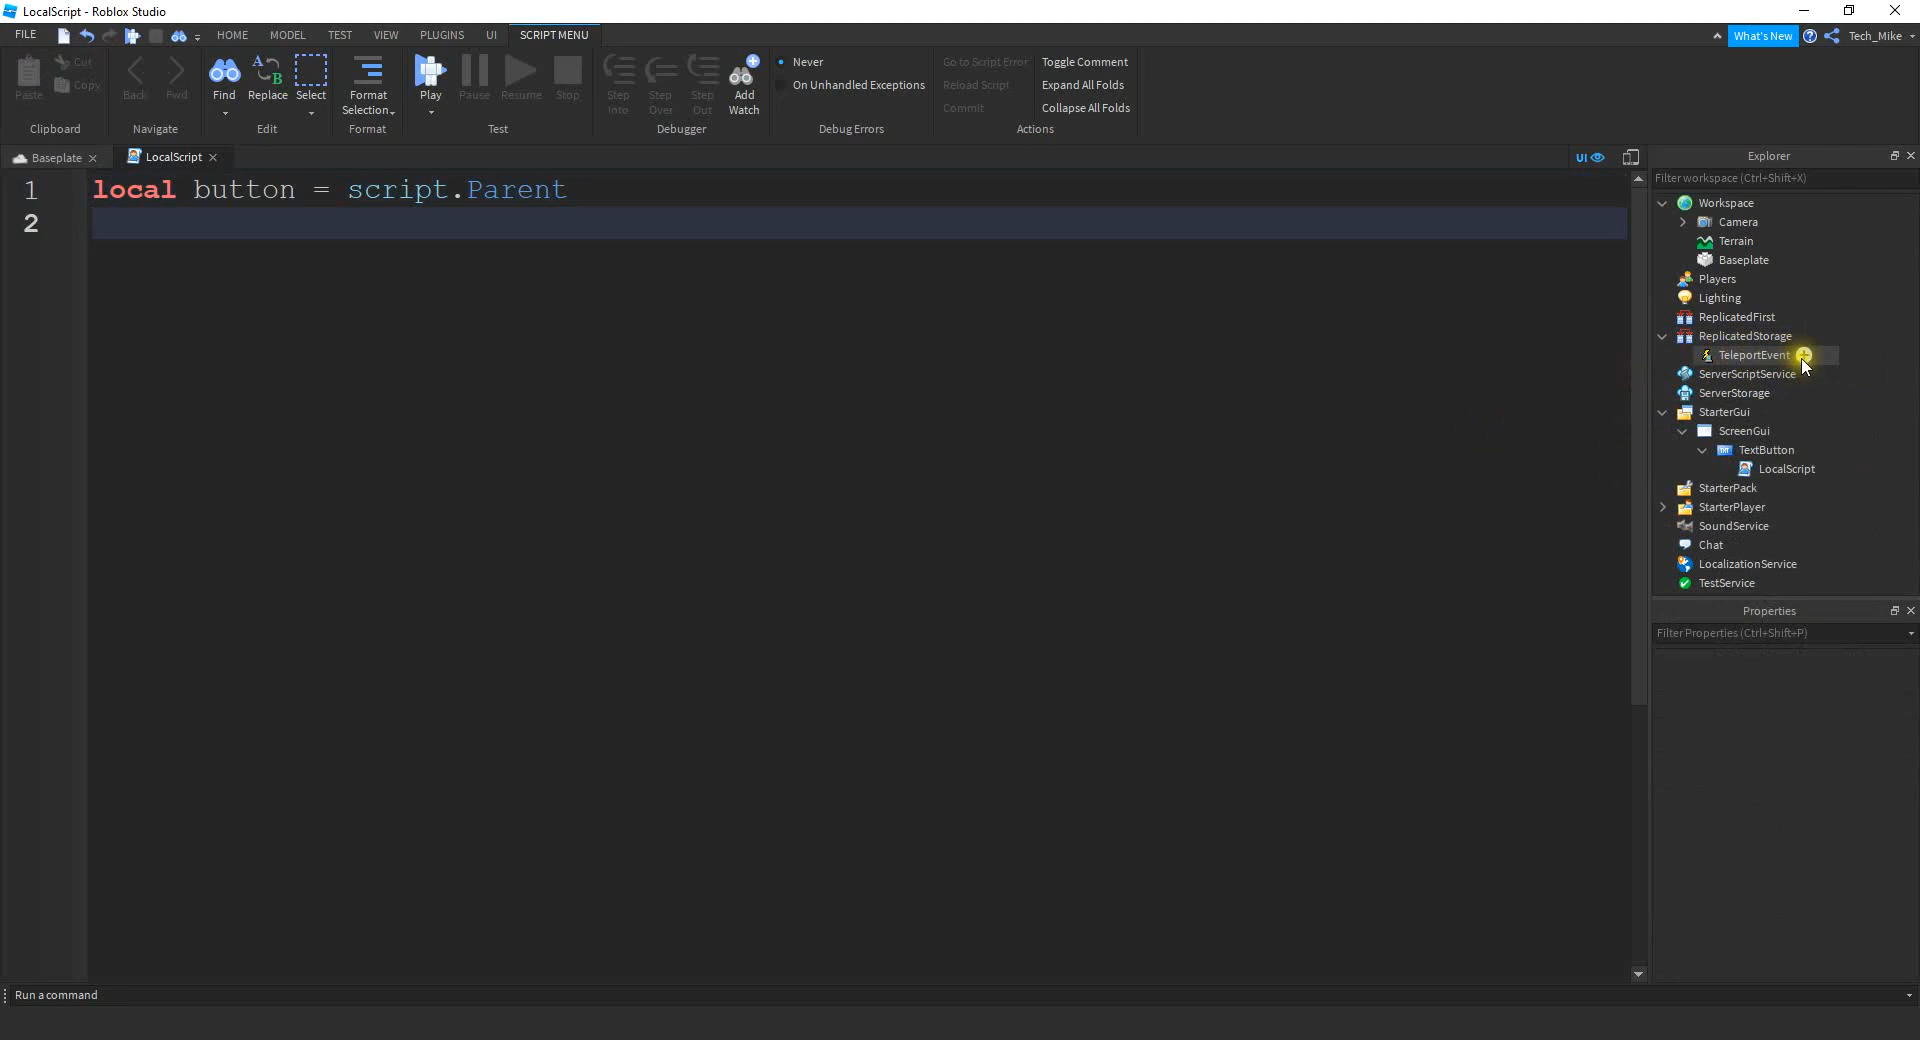 LocalScript - Roblox Studio
FILE HOME MODEL TEST VIEW PLUGINS UI SCRIPT MENU What's New Tech_Mike
Paste Cut Copy
Clipboard
Back Fwd
Navigate
Find Replace Select
Edit
Format Selection
Format
Play Pause Resume Stop
Test
Step Into Step Over Step Out Add Watch
Debugger
Never
On Unhandled Exceptions
Debug Errors
Go to Script Error Toggle Comment
Reload Script Expand All Folds
Commit Collapse All Folds
Actions
Baseplate LocalScript UI
1 local button = script.Parent
2
Explorer
Filter workspace (Ctrl+Shift+X)
Workspace
Camera
Terrain
Baseplate
Players
Lighting
ReplicatedFirst
ReplicatedStorage
TeleportEvent
ServerScriptService
ServerStorage
StarterGui
ScreenGui
TextButton
LocalScript
StarterPack
StarterPlayer
SoundService
Chat
LocalizationService
TestService
Properties
Filter Properties (Ctrl+Shift+P)
Run a command